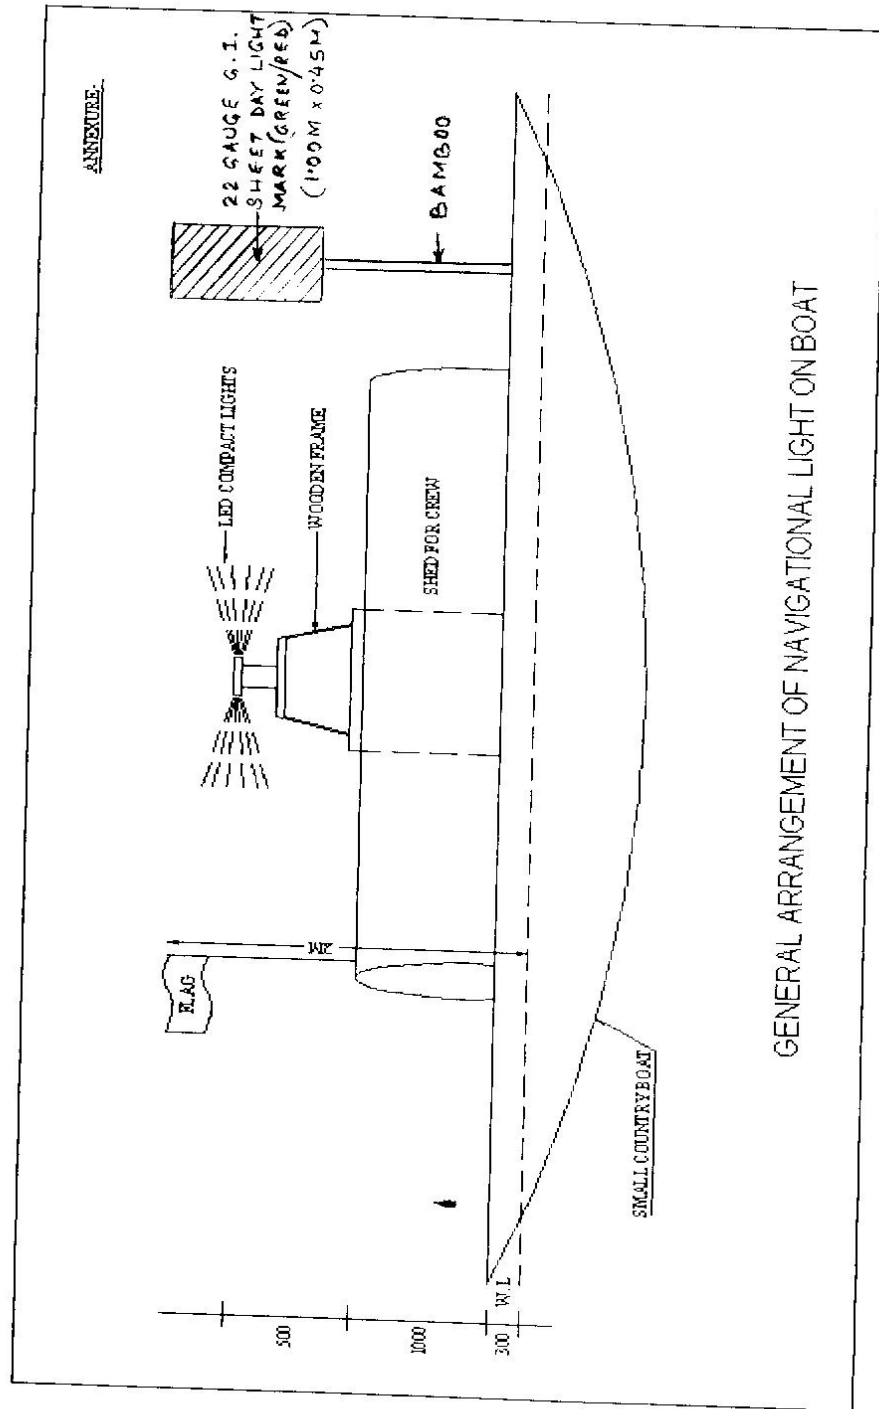 ANNEXURE-
22 GAUGE G.I.
SHEET DAY LIGHT
MARK (GREEN/RED)
(1.00M x 0.45M)
BAMBOO
LED COMPACT LIGHTS
WOODEN FRAME
SHED FOR CREW
FLAG
2M
SMALL COUNTRY BOAT
500
1000
300
W.L
GENERAL ARRANGEMENT OF NAVIGATIONAL LIGHT ON BOAT